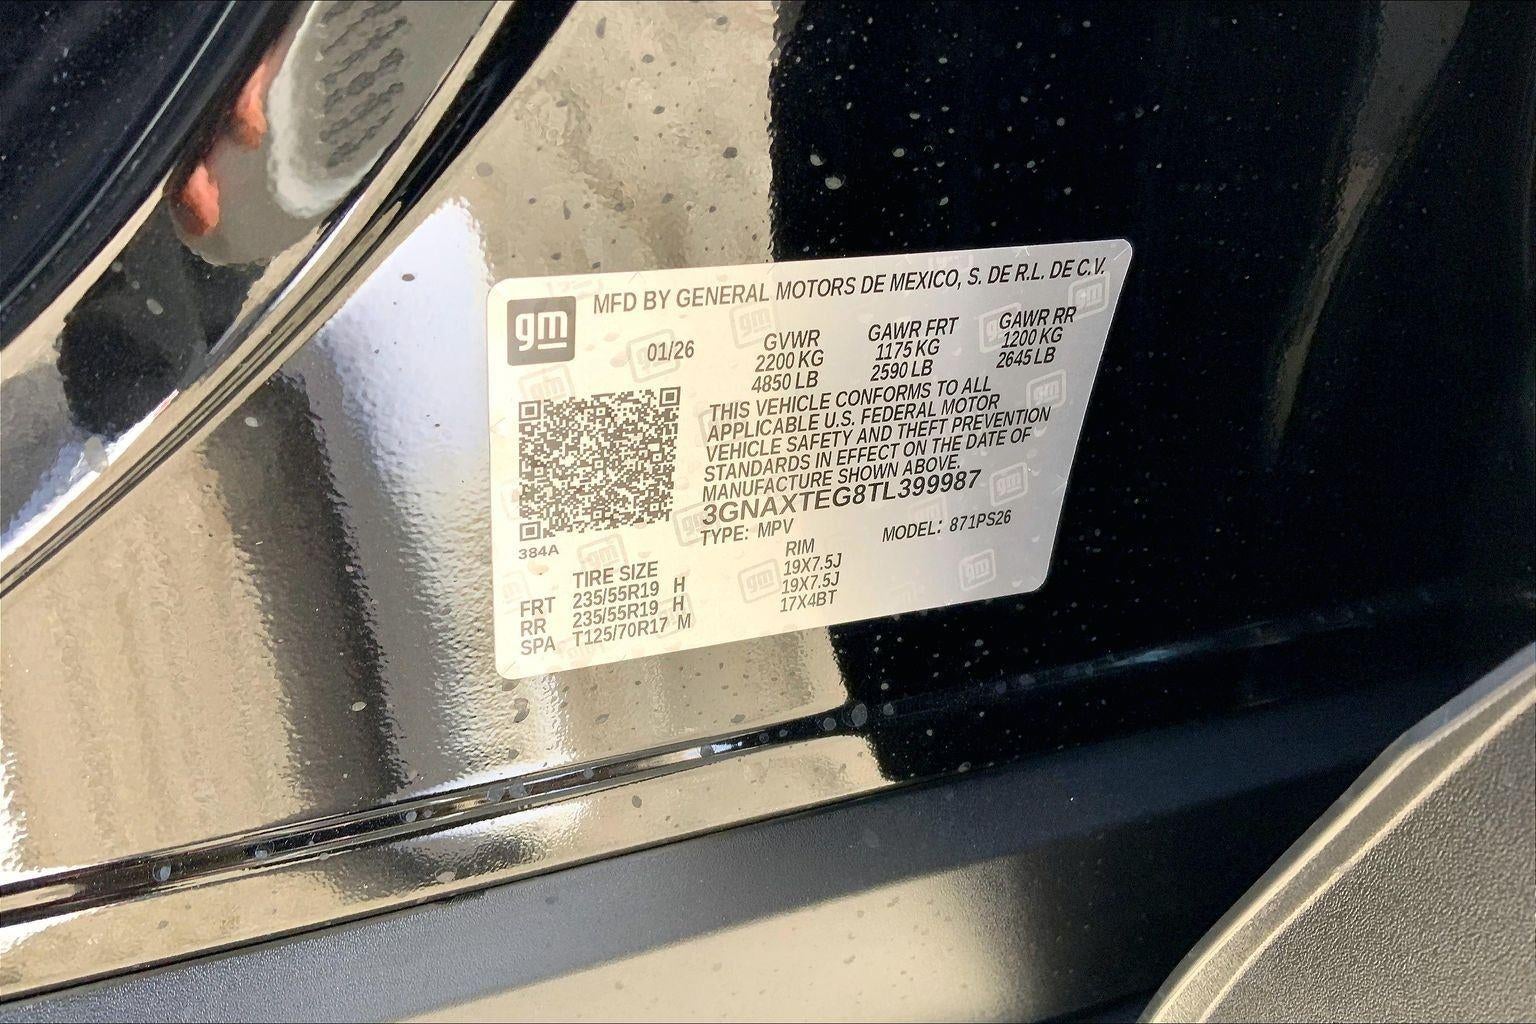 gm
MFD BY GENERAL MOTORS DE MEXICO, S. DE R.L. DE C.V.
01/26
GVWR GAWR FRT GAWR RR
2200 KG 1175 KG 1200 KG
4850 LB 2590 LB 2645 LB
THIS VEHICLE CONFORMS TO ALL
APPLICABLE U.S. FEDERAL MOTOR
VEHICLE SAFETY AND THEFT PREVENTION
STANDARDS IN EFFECT ON THE DATE OF
MANUFACTURE SHOWN ABOVE.
3GNAXTEG8TL399987
TYPE: MPV MODEL: 871PS26
384A
TIRE SIZE RIM
FRT 235/55R19 H 19X7.5J
RR 235/55R19 H 19X7.5J
SPA T125/70R17 M 17X4BT